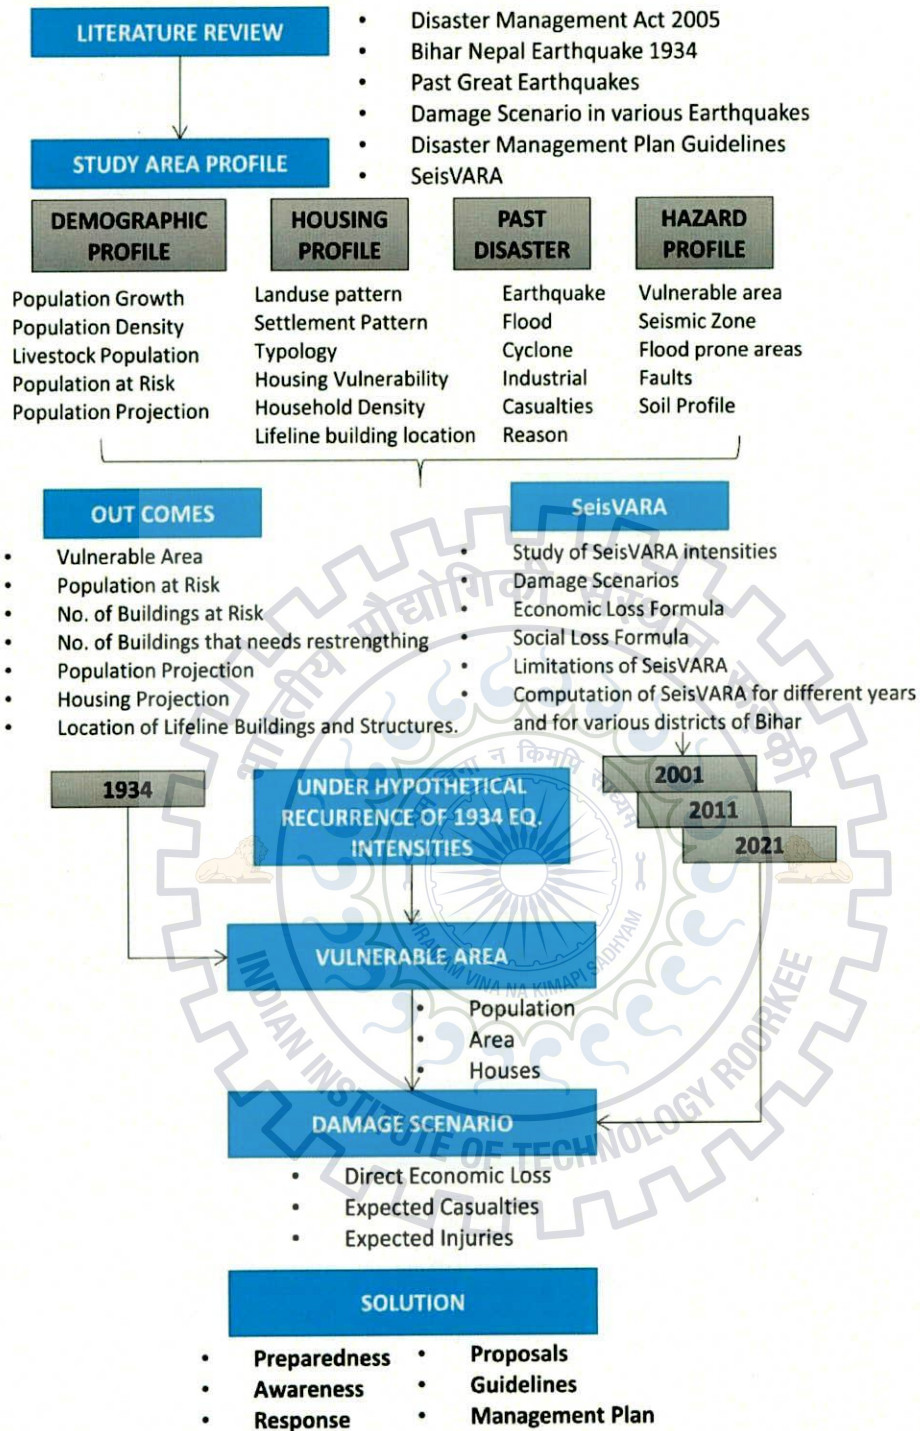 LITERATURE REVIEW
• Disaster Management Act 2005
• Bihar Nepal Earthquake 1934
• Past Great Earthquakes
• Damage Scenario in various Earthquakes
• Disaster Management Plan Guidelines
• SeisVARA
STUDY AREA PROFILE
DEMOGRAPHIC
PROFILE
Population Growth
Population Density
Livestock Population
Population at Risk
Population Projection
HOUSING
PROFILE
Landuse pattern
Settlement Pattern
Typology
Housing Vulnerability
Household Density
Lifeline building location
PAST
DISASTER
Earthquake
Flood
Cyclone
Industrial
Casualties
Reason
HAZARD
PROFILE
Vulnerable area
Seismic Zone
Flood prone areas
Faults
Soil Profile
OUT COMES
• Vulnerable Area
• Population at Risk
• No. of Buildings at Risk
• No. of Buildings that needs restrengthing
• Population Projection
• Housing Projection
• Location of Lifeline Buildings and Structures.
SeisVARA
• Study of SeisVARA intensities
• Damage Scenarios
• Economic Loss Formula
• Social Loss Formula
• Limitations of SeisVARA
• Computation of SeisVARA for different years
and for various districts of Bihar
1934
UNDER HYPOTHETICAL
RECURRENCE OF 1934 EQ.
INTENSITIES
2001
2011
2021
VULNERABLE AREA
• Population
• Area
• Houses
DAMAGE SCENARIO
• Direct Economic Loss
• Expected Casualties
• Expected Injuries
SOLUTION
• Preparedness
• Awareness
• Response
• Proposals
• Guidelines
• Management Plan
भारतीय प्रौद्योगिकी संस्थान रुड़की
INDIAN INSTITUTE OF TECHNOLOGY ROORKEE
न किमपि
VINA NA KIMAPI SADHYAM